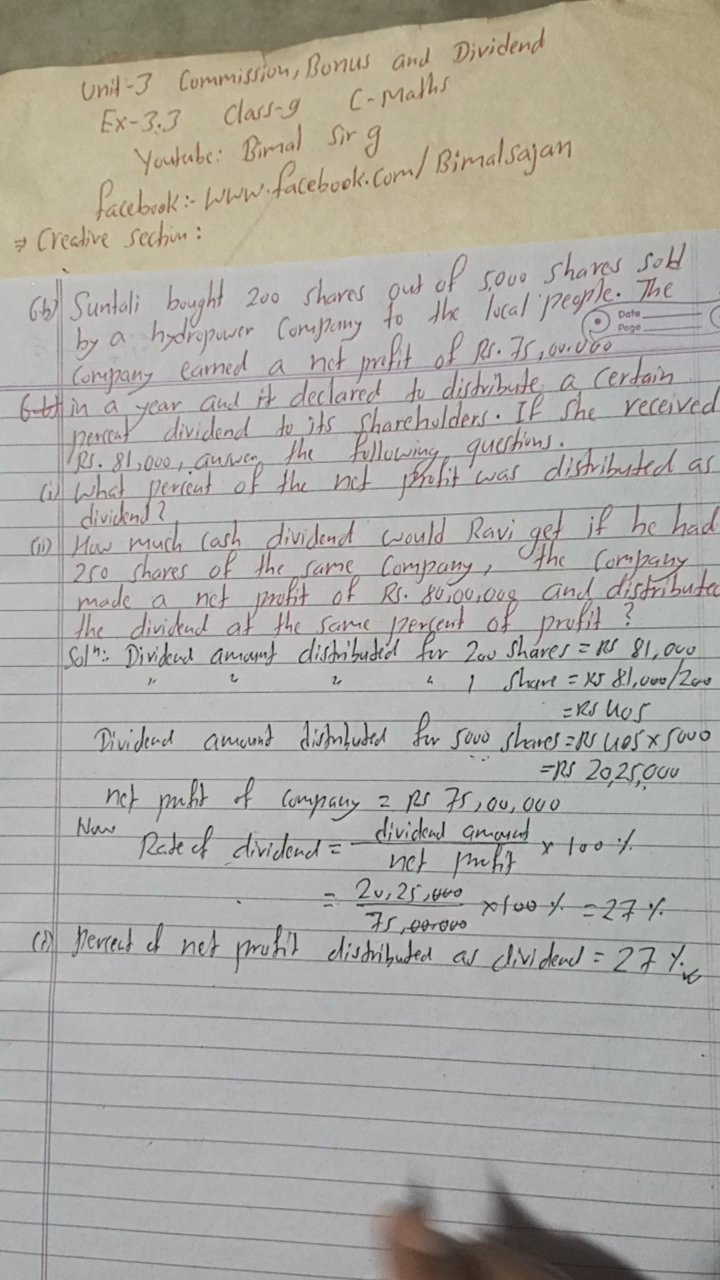 Unit-3 Commission, Bonus and Dividend
Ex-3.3 Class-9 C-Maths
Youtube: Bimal Sir g
facebook:- www.facebook.com/Bimalsajan
⇒ Creative section:
6b) Suntali bought 200 shares out of 5,000 shares sold
by a hydropower Company to the local people. The
Date
Page
Company earned a net profit of Rs. 75,00,000
in a year and it declared to distribute a certain
percent dividend to its shareholders. If she received
Rs. 81,000, answer the following questions.
(i) What percent of the net profit was distributed as
dividend?
(ii) How much cash dividend would Ravi get if he had
250 shares of the same Company, the Company
made a net profit of Rs. 80,00,000 and distributed
the dividend at the same percent of profit?
Solⁿ: Dividend amount distributed for 200 shares = RS 81,000
" " " " 1 share = RS 81,000/200
= RS 405
Dividend amount distributed for 5000 shares = RS 405 × 5000
= RS 20,25,000
net profit of company = RS 75,00,000
Now
Rate of dividend = dividend amount / net profit × 100 %
= 20,25,000 / 75,00,000 × 100 % = 27 %
(i) Percent of net profit distributed as dividend = 27 %